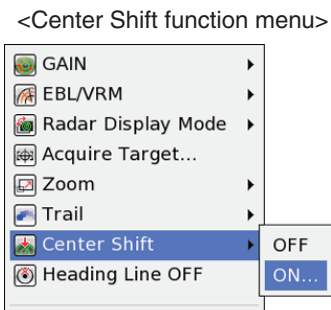 <Center Shift function menu>
GAIN
EBL/VRM
Radar Display Mode
Acquire Target...
Zoom
Trail
Center Shift
OFF
Heading Line OFF
ON...